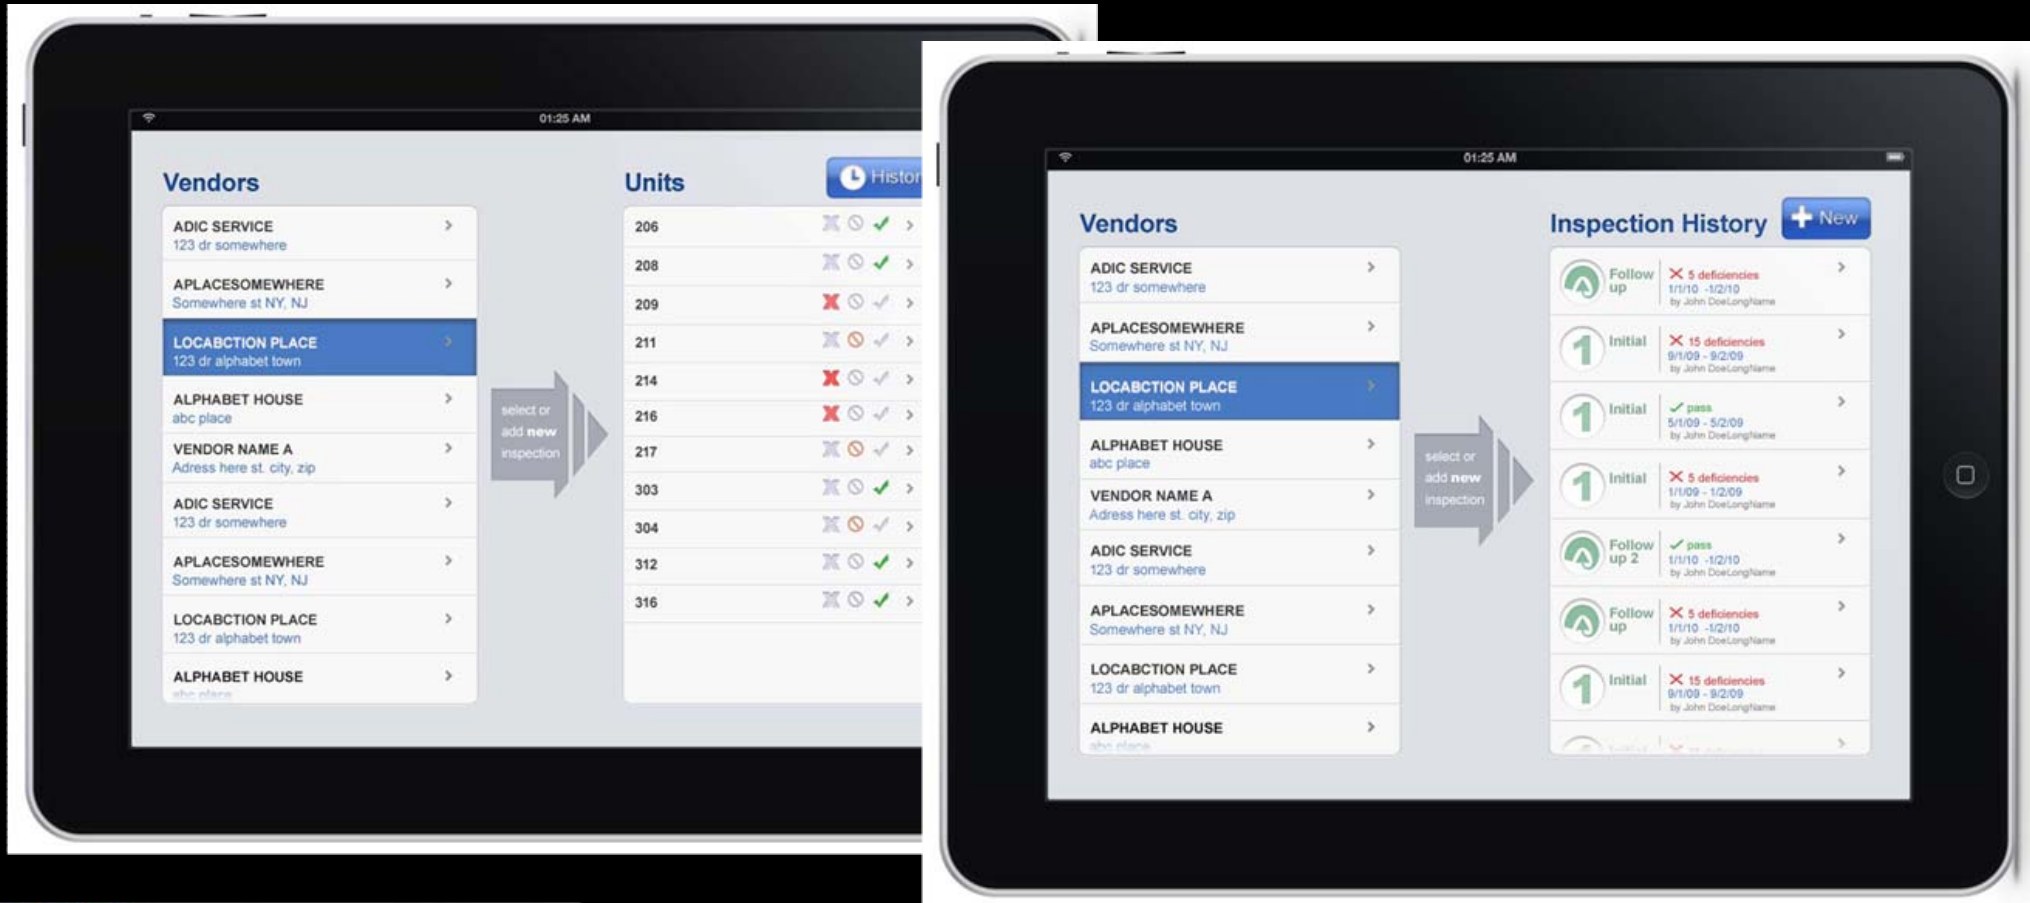 01:25 AM
Vendors
ADIC SERVICE
123 dr somewhere
APLACESOMEWHERE
Somewhere st NY, NJ
LOCABCTION PLACE
123 dr alphabet town
ALPHABET HOUSE
abc place
VENDOR NAME A
Adress here st. city, zip
ADIC SERVICE
123 dr somewhere
APLACESOMEWHERE
Somewhere st NY, NJ
LOCABCTION PLACE
123 dr alphabet town
ALPHABET HOUSE
abc place
select or
add new
inspection
Units
Histor
206
208
209
211
214
216
217
303
304
312
316
01:25 AM
Vendors
ADIC SERVICE
123 dr somewhere
APLACESOMEWHERE
Somewhere st NY, NJ
LOCABCTION PLACE
123 dr alphabet town
ALPHABET HOUSE
abc place
VENDOR NAME A
Adress here st. city, zip
ADIC SERVICE
123 dr somewhere
APLACESOMEWHERE
Somewhere st NY, NJ
LOCABCTION PLACE
123 dr alphabet town
ALPHABET HOUSE
abc place
select or
add new
inspection
Inspection History
New
Follow up
5 deficiencies
1/1/10 -1/2/10
by John DoeLongName
1 Initial
15 deficiencies
9/1/09 - 9/2/09
by John DoeLongName
1 Initial
pass
5/1/09 - 5/2/09
by John DoeLongName
1 Initial
5 deficiencies
1/1/09 - 1/2/09
by John DoeLongName
Follow up 2
pass
1/1/10 -1/2/10
by John DoeLongName
Follow up
5 deficiencies
1/1/10 -1/2/10
by John DoeLongName
1 Initial
15 deficiencies
9/1/09 - 9/2/09
by John DoeLongName
Initial